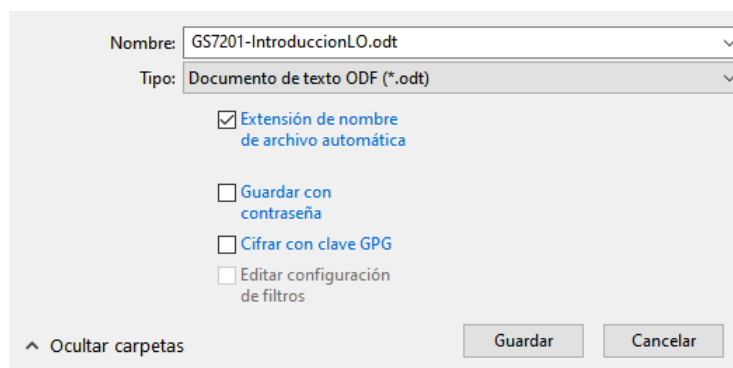 Nombre: GS7201-IntroduccionLO.odt
Tipo: Documento de texto ODF (*.odt)
Extensión de nombre
de archivo automática
Guardar con
contraseña
Cifrar con clave GPG
Editar configuración
de filtros
Ocultar carpetas Guardar Cancelar